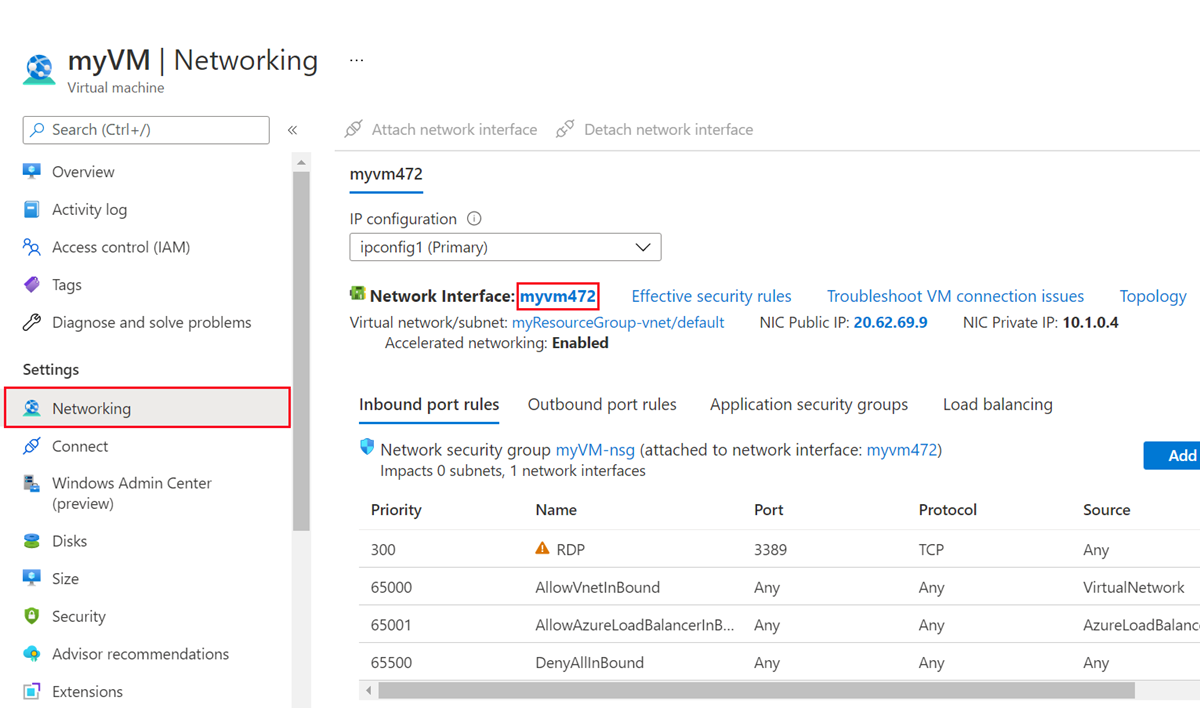 myVM | Networking ...
Virtual machine
Search (Ctrl+/)
«
Overview
Activity log
Access control (IAM)
Tags
Diagnose and solve problems
Settings
Networking
Connect
Windows Admin Center
(preview)
Disks
Size
Security
Advisor recommendations
Extensions
Attach network interface Detach network interface
myvm472
IP configuration
ipconfig1 (Primary)
Network Interface: myvm472 Effective security rules Troubleshoot VM connection issues Topology
Virtual network/subnet: myResourceGroup-vnet/default NIC Public IP: 20.62.69.9 NIC Private IP: 10.1.0.4
Accelerated networking: Enabled
Inbound port rules Outbound port rules Application security groups Load balancing
Network security group myVM-nsg (attached to network interface: myvm472)
Impacts 0 subnets, 1 network interfaces
Add
Priority Name Port Protocol Source
300 RDP 3389 TCP Any
65000 AllowVnetInBound Any Any VirtualNetwork
65001 AllowAzureLoadBalancerInB... Any Any AzureLoadBalanc
65500 DenyAllInBound Any Any Any